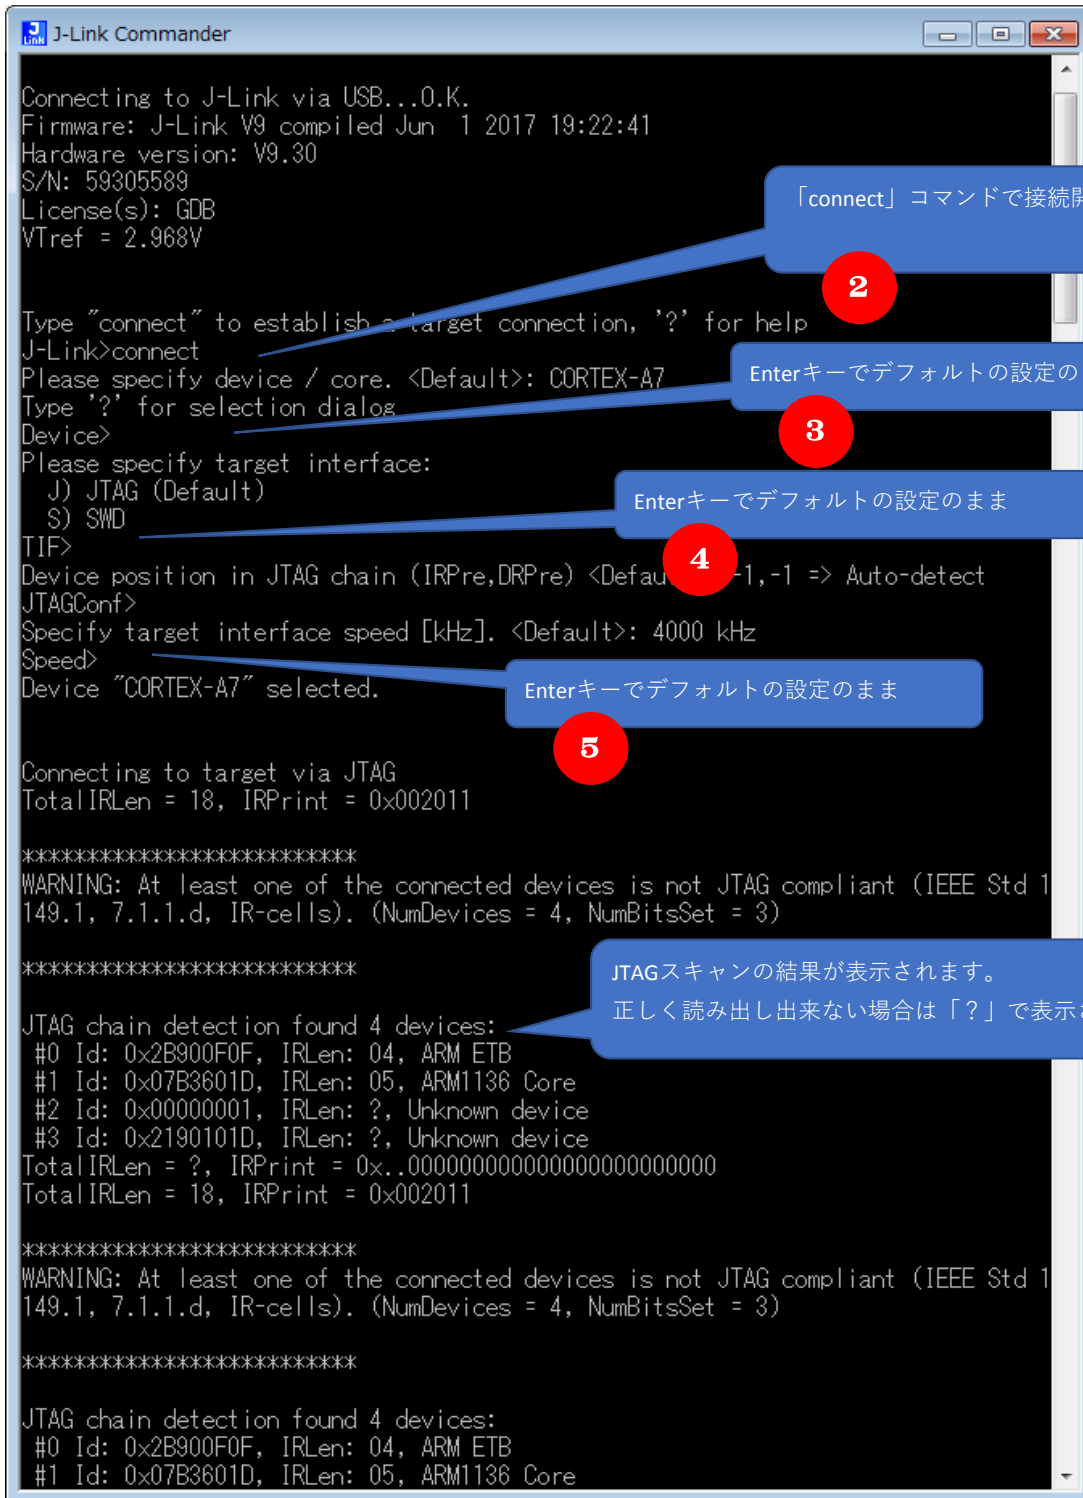 J-Link Commander
Connecting to J-Link via USB...O.K.
Firmware: J-Link V9 compiled Jun  1 2017 19:22:41
Hardware version: V9.30
S/N: 59305589
License(s): GDB
VTref = 2.968V
「connect」コマンドで接続開
2
Type "connect" to establish a target connection, '?' for help
J-Link>connect
Please specify device / core. <Default>: CORTEX-A7
Type '?' for selection dialog
Device>
Enterキーでデフォルトの設定の
3
Please specify target interface:
J) JTAG (Default)
S) SWD
TIF>
Enterキーでデフォルトの設定のまま
4
Device position in JTAG chain (IRPre,DRPre) <Defau -1,-1 => Auto-detect
JTAGConf>
Specify target interface speed [kHz]. <Default>: 4000 kHz
Speed>
Device "CORTEX-A7" selected.
Enterキーでデフォルトの設定のまま
5
Connecting to target via JTAG
TotalIRLen = 18, IRPrint = 0x002011
**************************
WARNING: At least one of the connected devices is not JTAG compliant (IEEE Std 1
149.1, 7.1.1.d, IR-cells). (NumDevices = 4, NumBitsSet = 3)
**************************
JTAGスキャンの結果が表示されます。
正しく読み出し出来ない場合は「？」で表示
JTAG chain detection found 4 devices:
#0 Id: 0x2B900F0F, IRLen: 04, ARM ETB
#1 Id: 0x07B3601D, IRLen: 05, ARM1136 Core
#2 Id: 0x00000001, IRLen: ?, Unknown device
#3 Id: 0x2190101D, IRLen: ?, Unknown device
TotalIRLen = ?, IRPrint = 0x..000000000000000000000000
TotalIRLen = 18, IRPrint = 0x002011
**************************
WARNING: At least one of the connected devices is not JTAG compliant (IEEE Std 1
149.1, 7.1.1.d, IR-cells). (NumDevices = 4, NumBitsSet = 3)
**************************
JTAG chain detection found 4 devices:
#0 Id: 0x2B900F0F, IRLen: 04, ARM ETB
#1 Id: 0x07B3601D, IRLen: 05, ARM1136 Core